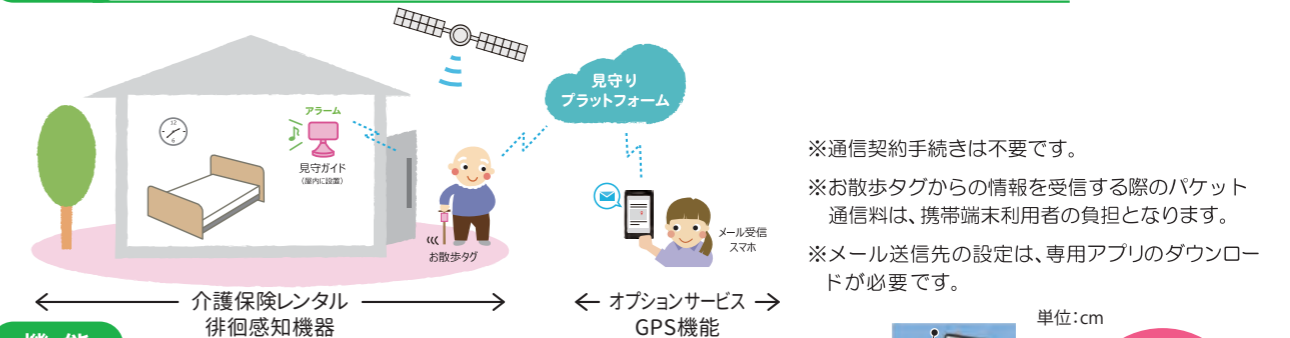 アラーム
見守ガイド
(屋内に設置)
お散歩タグ
見守り
プラットフォーム
メール受信
スマホ
介護保険レンタル
徘徊感知機器
オプションサービス
GPS機能
※通信契約手続きは不要です。
※お散歩タグからの情報を受信する際のパケット
通信料は、携帯端末利用者の負担となります。
※メール送信先の設定は、専用アプリのダウンロー
ドが必要です。
単位:cm